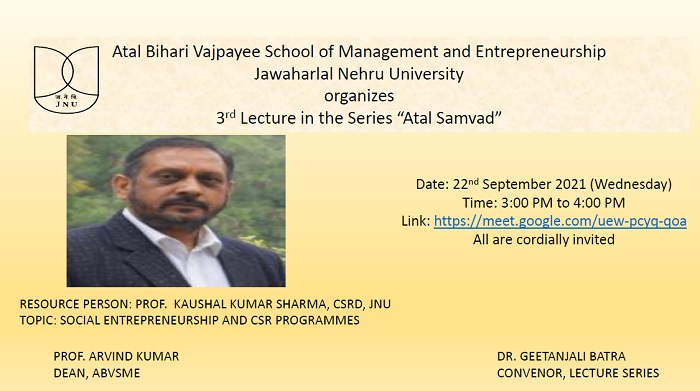 Atal Bihari Vajpayee School of Management and Entrepreneurship
Jawaharlal Nehru University
organizes
3rd Lecture in the Series “Atal Samvad”
ज.ने.वि
JNU
Date: 22nd September 2021 (Wednesday)
Time: 3:00 PM to 4:00 PM
Link: https://meet.google.com/uew-pcyq-qoa
All are cordially invited
RESOURCE PERSON: PROF.  KAUSHAL KUMAR SHARMA, CSRD, JNU
TOPIC: SOCIAL ENTREPRENEURSHIP AND CSR PROGRAMMES
PROF. ARVIND KUMAR
DEAN, ABVSME
DR. GEETANJALI BATRA
CONVENOR, LECTURE SERIES